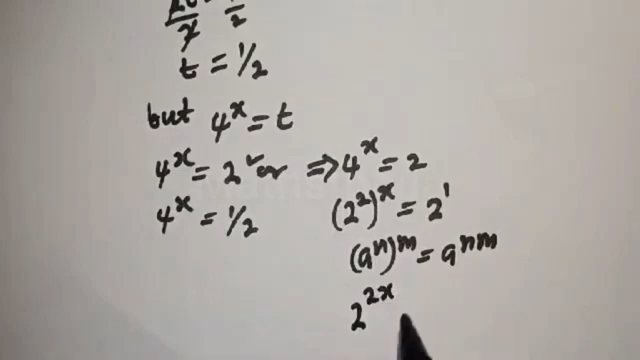 t = 1/2
but 4^x = t
4^x = 2 ✓ or ⇒ 4^x = 2
4^x = 1/2 (2^2)^x = 2^1
(a^n)^m = a^nm
2^2x